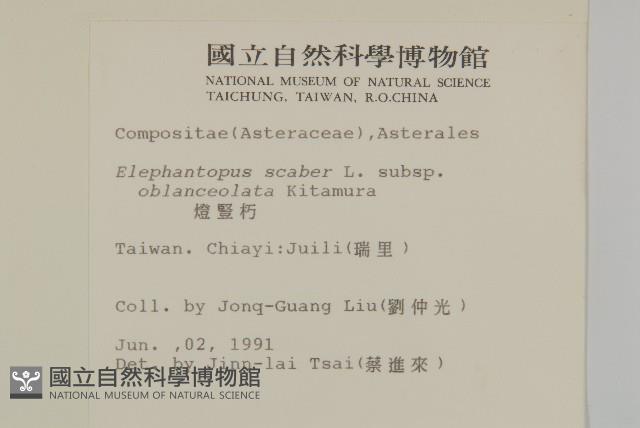 國立自然科學博物館
NATIONAL MUSEUM OF NATURAL SCIENCE
TAICHUNG, TAIWAN, R.O.CHINA
Compositae(Asteraceae),Asterales
Elephantopus scaber L. subsp.
oblanceolata Kitamura
燈豎朽
Taiwan. Chiayi:Juili(瑞里)
Coll. by Jonq-Guang Liu(劉仲光)
Jun. ,02, 1991
Det. by Jinn-lai Tsai(蔡進來)
國立自然科學博物館
NATIONAL MUSEUM OF NATURAL SCIENCE